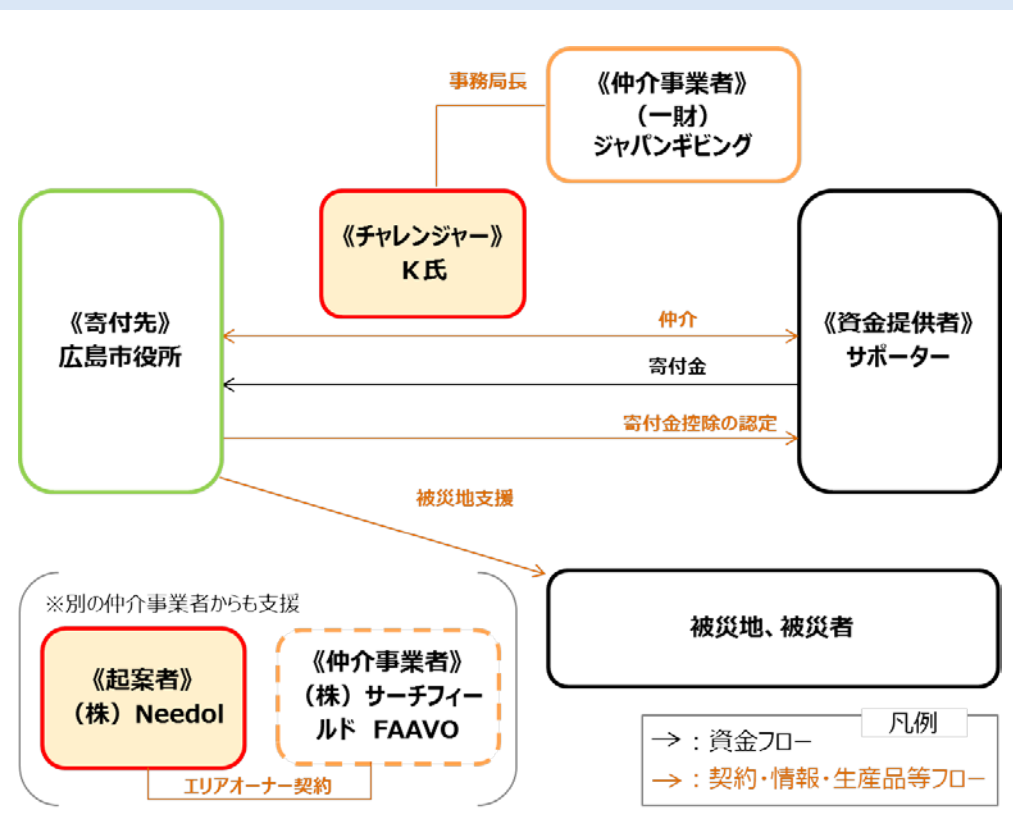 事務局長
《仲介事業者》
（一財）
ジャパンギビング
《チャレンジャー》
K氏
《寄付先》
広島市役所
《資金提供者》
サポーター
仲介
寄付金
寄付金控除の認定
被災地支援
被災地、被災者
※別の仲介事業者からも支援
《起案者》
（株）Needol
《仲介事業者》
（株）サーチフィー
ルド FAAVO
エリアオーナー契約
凡例
→：資金フロー
→：契約・情報・生産品等フロー